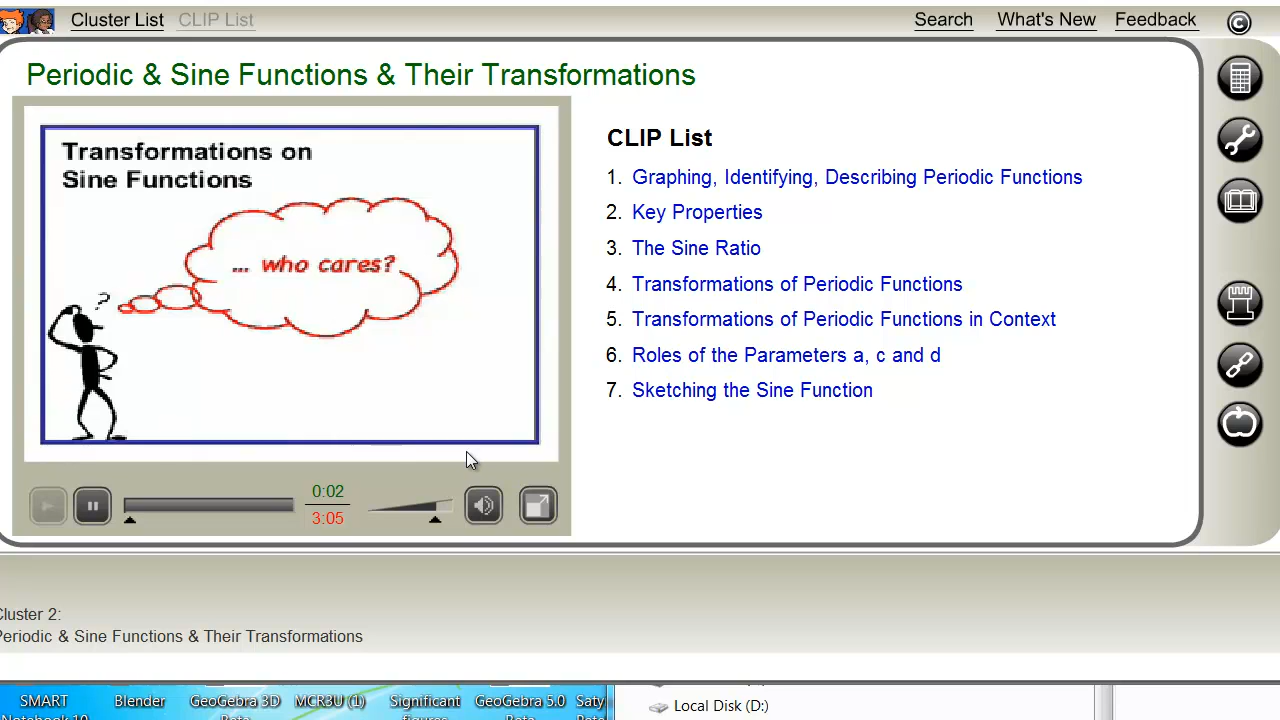 Cluster List CLIP List Search What's New Feedback ©
Periodic & Sine Functions & Their Transformations
Transformations on
Sine Functions
?
... who cares?
0:02
3:05
CLIP List
1. Graphing, Identifying, Describing Periodic Functions
2. Key Properties
3. The Sine Ratio
4. Transformations of Periodic Functions
5. Transformations of Periodic Functions in Context
6. Roles of the Parameters a, c and d
7. Sketching the Sine Function
Cluster 2:
Periodic & Sine Functions & Their Transformations
SMART Blender GeoGebra 3D MCR3U (1) Significant GeoGebra 5.0 Saty
Local Disk (D:)